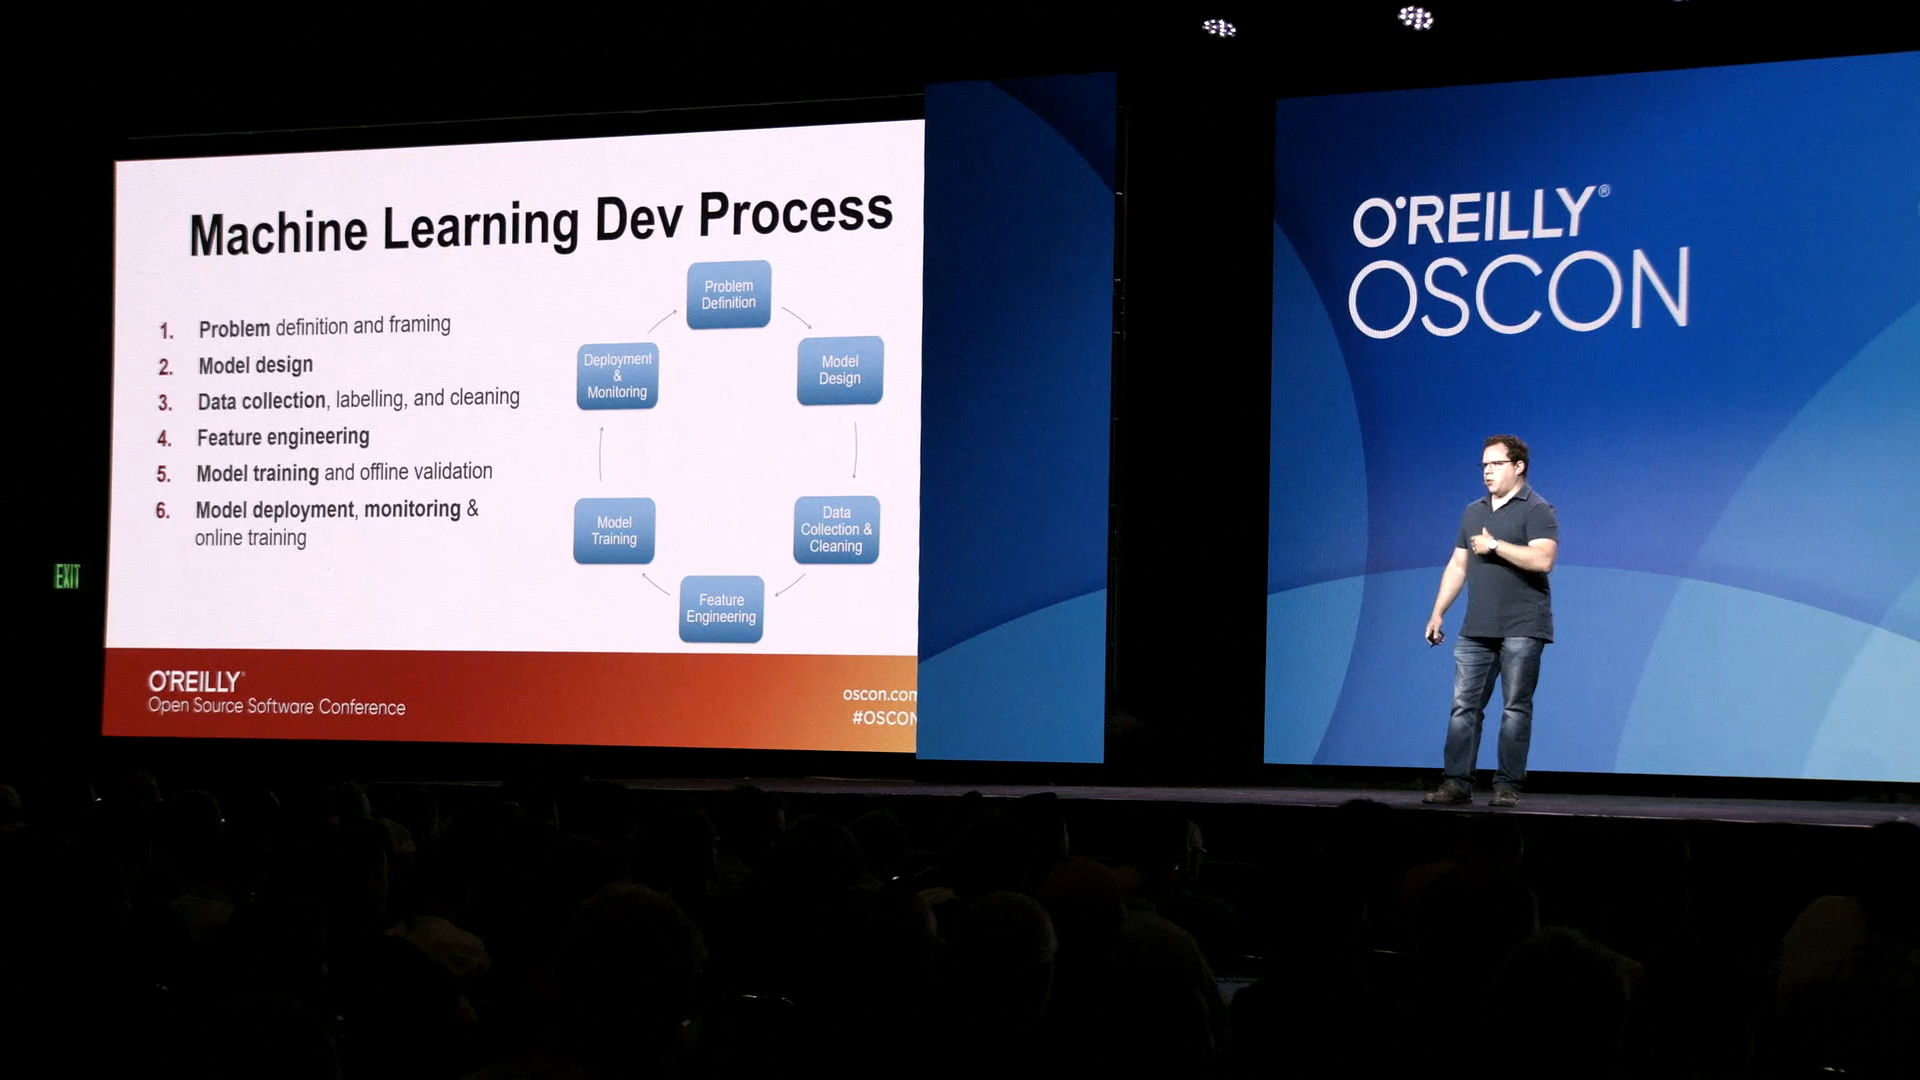 Machine Learning Dev Process
1. Problem definition and framing
2. Model design
3. Data collection, labelling, and cleaning
4. Feature engineering
5. Model training and offline validation
6. Model deployment, monitoring &
online training
Problem
Definition
Model
Design
Data
Collection &
Cleaning
Feature
Engineering
Model
Training
Deployment
&
Monitoring
O'REILLY®
Open Source Software Conference
oscon.com
#OSCON
O'REILLY®
OSCON
EXIT